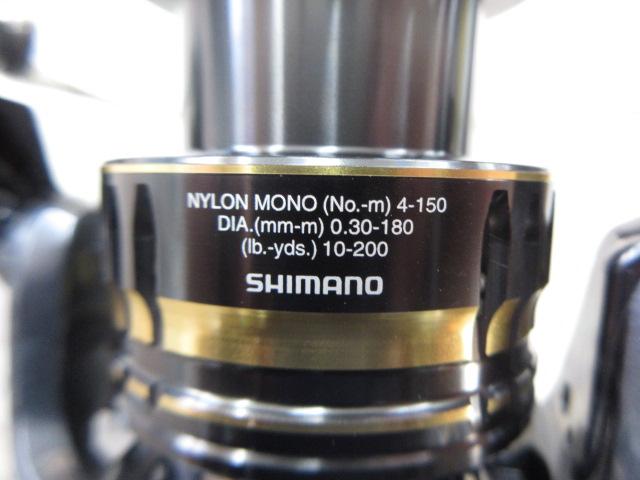 NYLON MONO (No.-m) 4-150
DIA.(mm-m) 0.30-180
(lb.-yds.) 10-200
SHIMANO